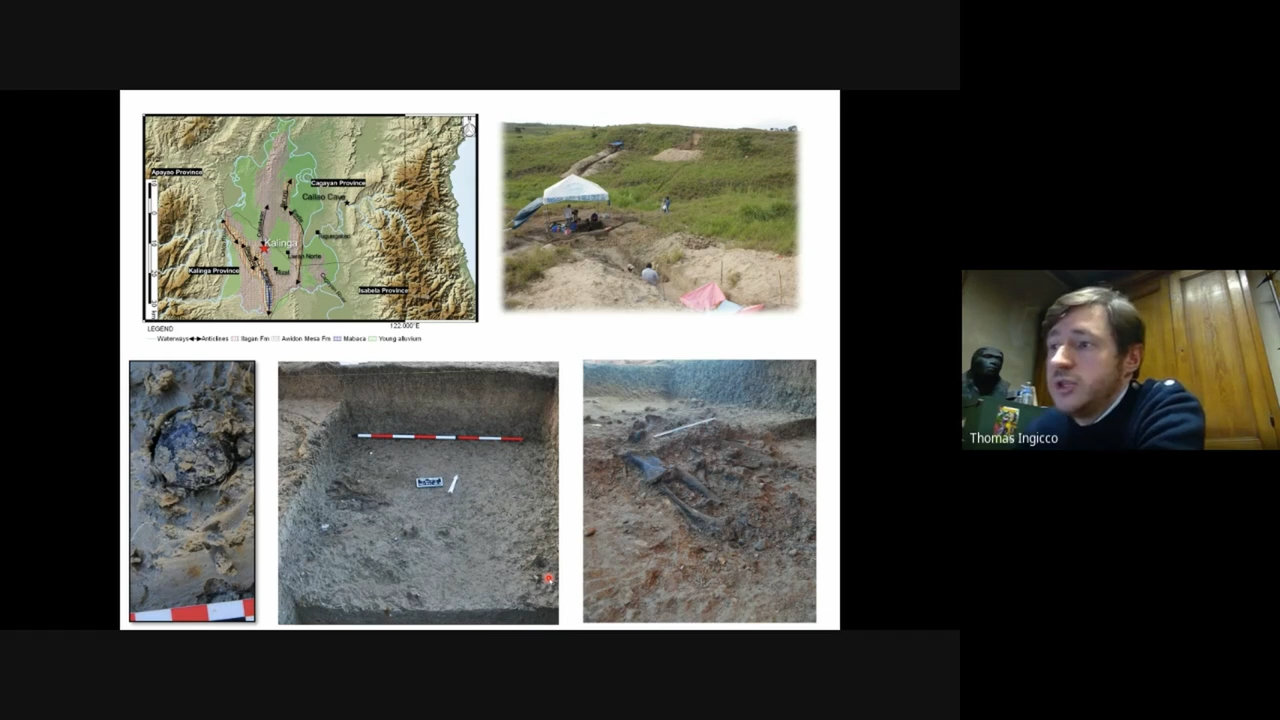 Apayao Province
Cagayan Province
Callao Cave
Kalinga
Kalinga Province
Isabela Province
122.000°E
LEGEND
Waterways Anticlines Ilagan Fm Awidon Mesa Fm Mabaca Young alluvium
Thomas Ingicco